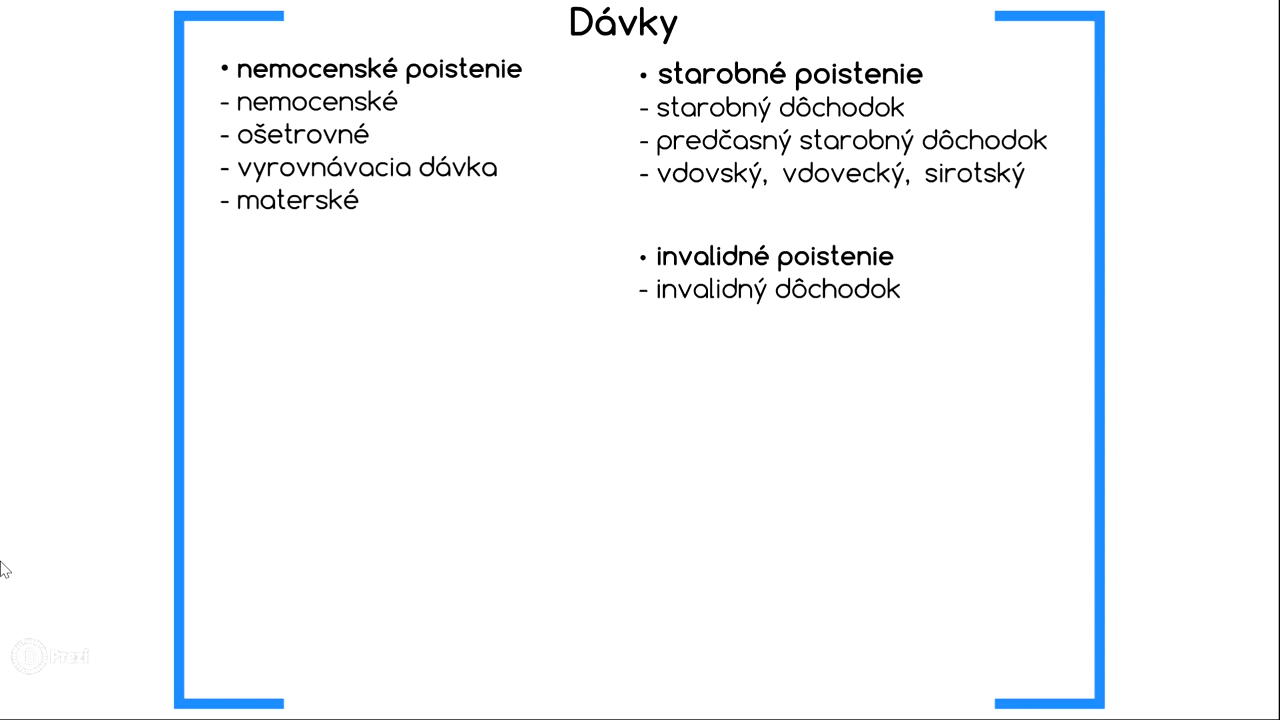 Dávky
• nemocenské poistenie
- nemocenské
- ošetrovné
- vyrovnávacia dávka
- materské
• starobné poistenie
- starobný dôchodok
- predčasný starobný dôchodok
- vdovský, vdovecký, sirotský
• invalidné poistenie
- invalidný dôchodok
Prezi